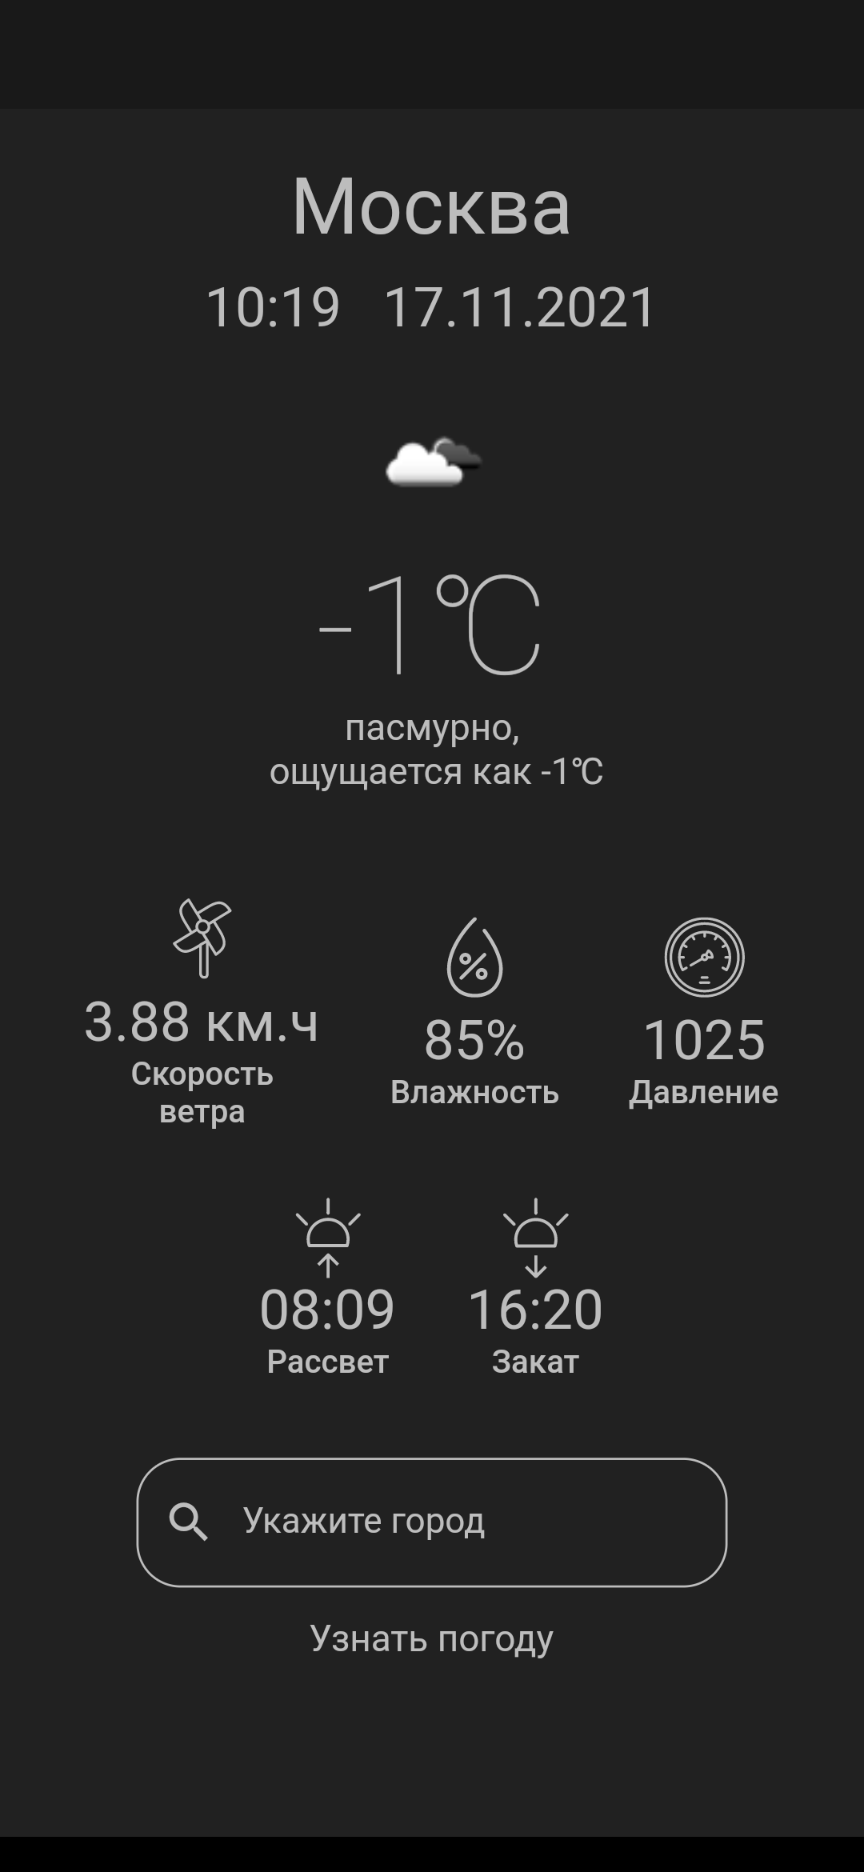 Москва
10:19 17.11.2021
-1℃
пасмурно,
ощущается как -1℃
3.88 км.ч
Скорость
ветра
85%
Влажность
1025
Давление
08:09
Рассвет
16:20
Закат
Укажите город
Узнать погоду